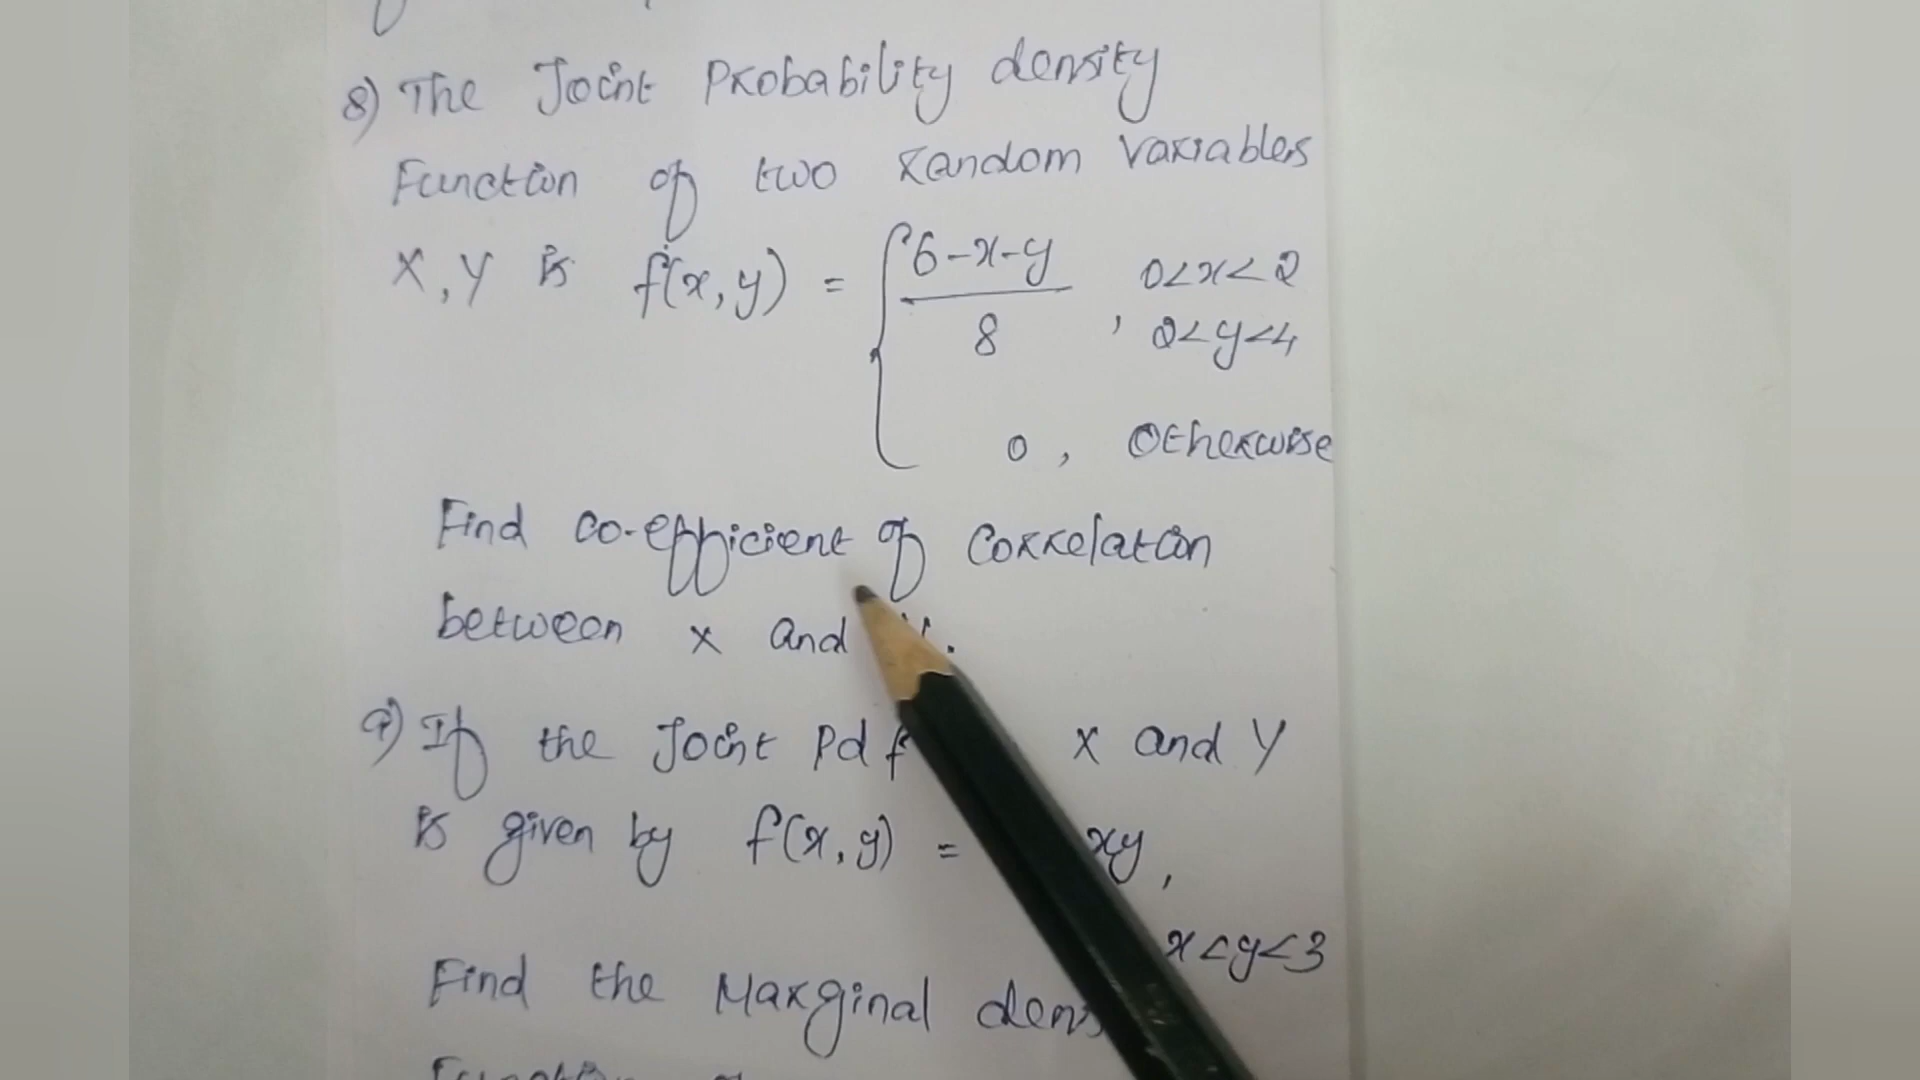 8) The Joint Probability density
Function of two random variables
X,Y is f(x,y) = { 6-x-y / 8 , 0<x<2
2<y<4
0 , Otherwise
Find co-efficient of Correlation
between x and
9) If the Joint Pdf x and Y
is given by f(x,y) = xy,
x<y<3
Find the Marginal dens